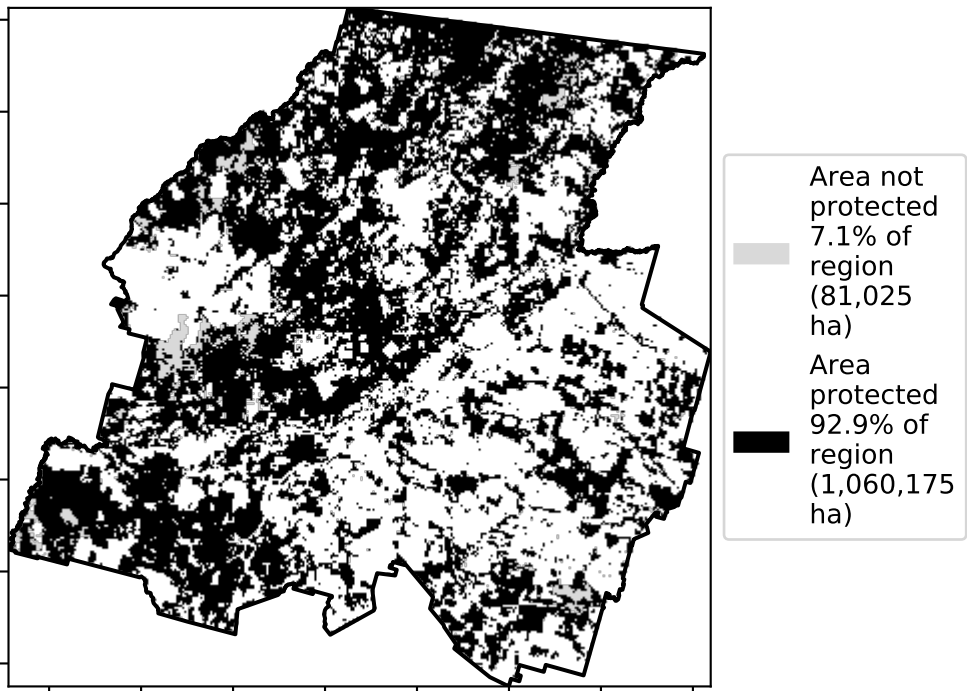 Area not
protected
7.1% of
region
(81,025
ha)
Area
protected
92.9% of
region
(1,060,175
ha)